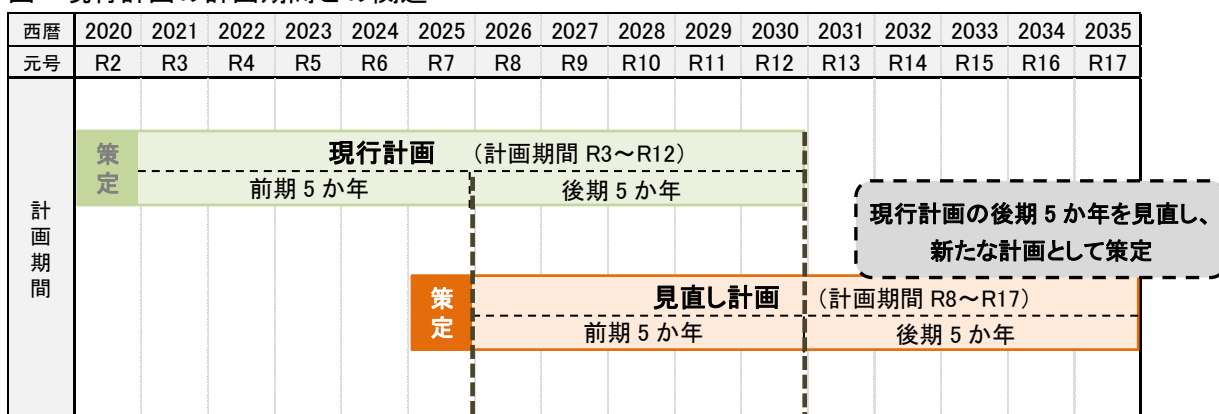 西暦 2020 2021 2022 2023 2024 2025 2026 2027 2028 2029 2030 2031 2032 2033 2034 2035
元号 R2 R3 R4 R5 R6 R7 R8 R9 R10 R11 R12 R13 R14 R15 R16 R17
計画期間
策定
現行計画 （計画期間 R3～R12）
前期 5 か年 後期 5 か年
現行計画の後期 5 か年を見直し、
新たな計画として策定
策定
見直し計画 （計画期間 R8～R17）
前期 5 か年 後期 5 か年